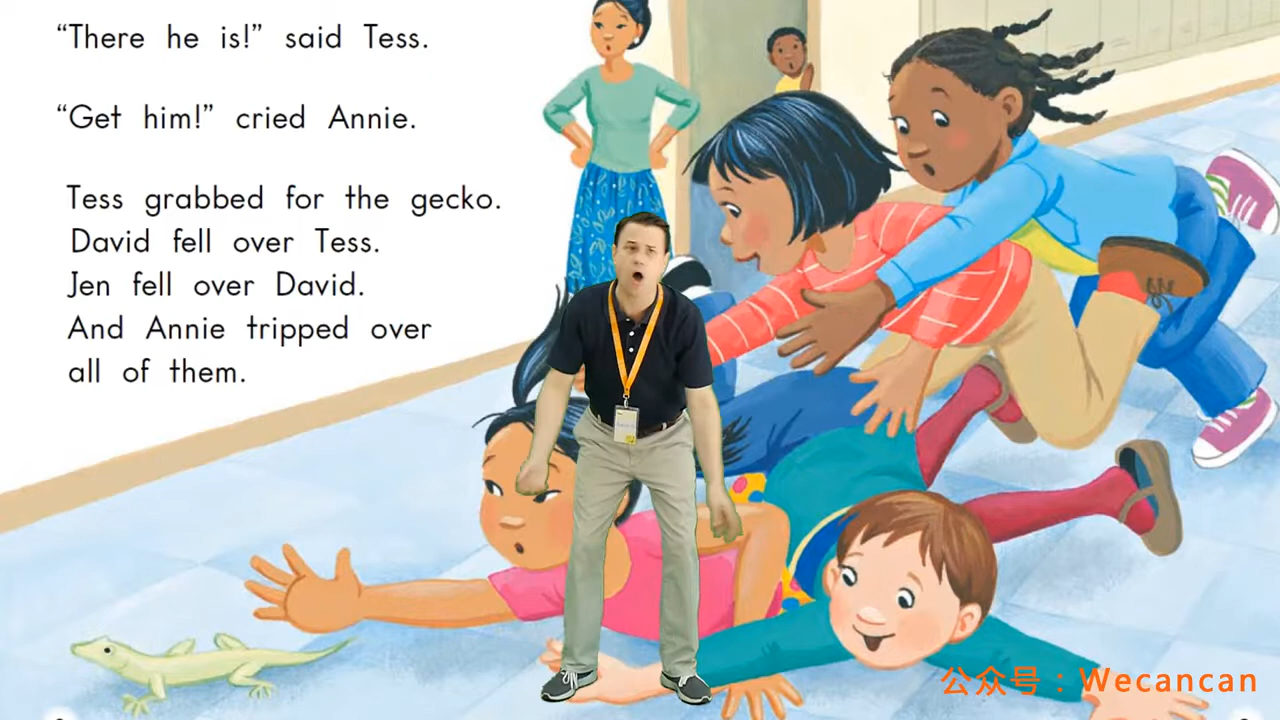 “There he is!” said Tess.
“Get him!” cried Annie.
Tess grabbed for the gecko.
David fell over Tess.
Jen fell over David.
And Annie tripped over
all of them.
公众号：Wecancan